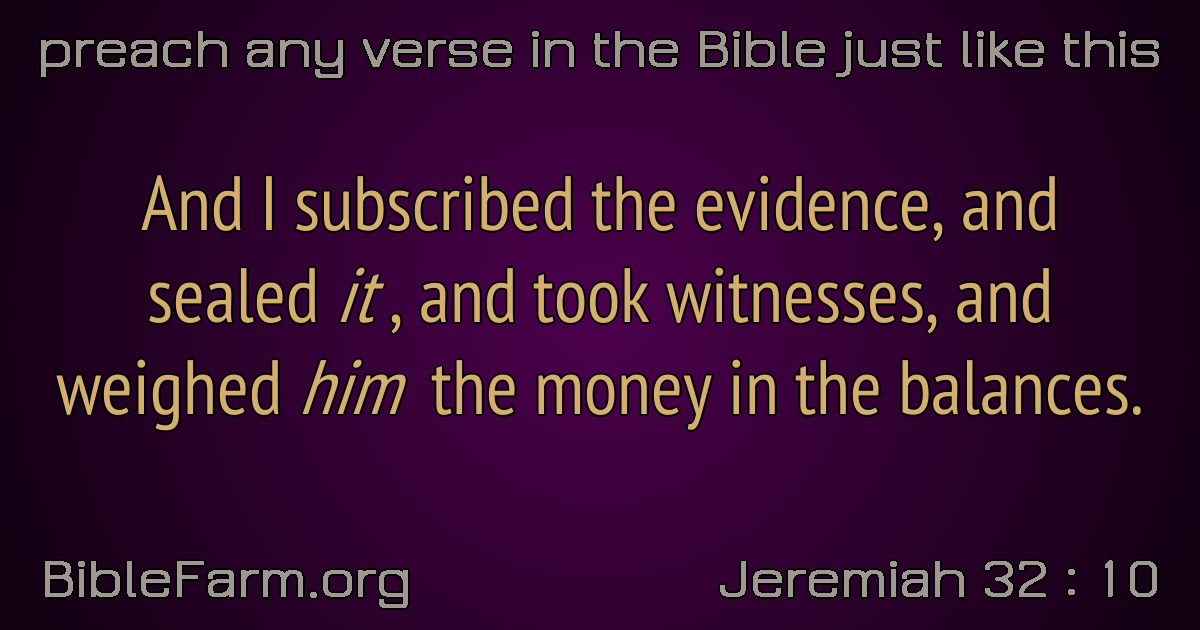 preach any verse in the Bible just like this
And I subscribed the evidence, and
sealed it , and took witnesses, and
weighed him the money in the balances.
BibleFarm.org
Jeremiah 32 : 10